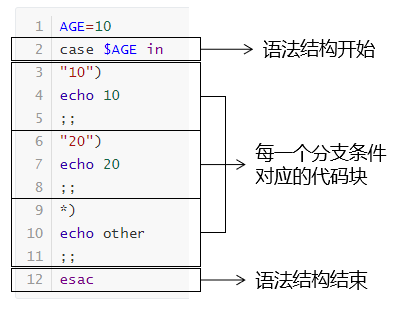 1 AGE=10
2 case $AGE in
3 "10")
4 echo 10
5 ;;
6 "20")
7 echo 20
8 ;;
9 *)
10 echo other
11 ;;
12 esac
语法结构开始
每一个分支条件
对应的代码块
语法结构结束